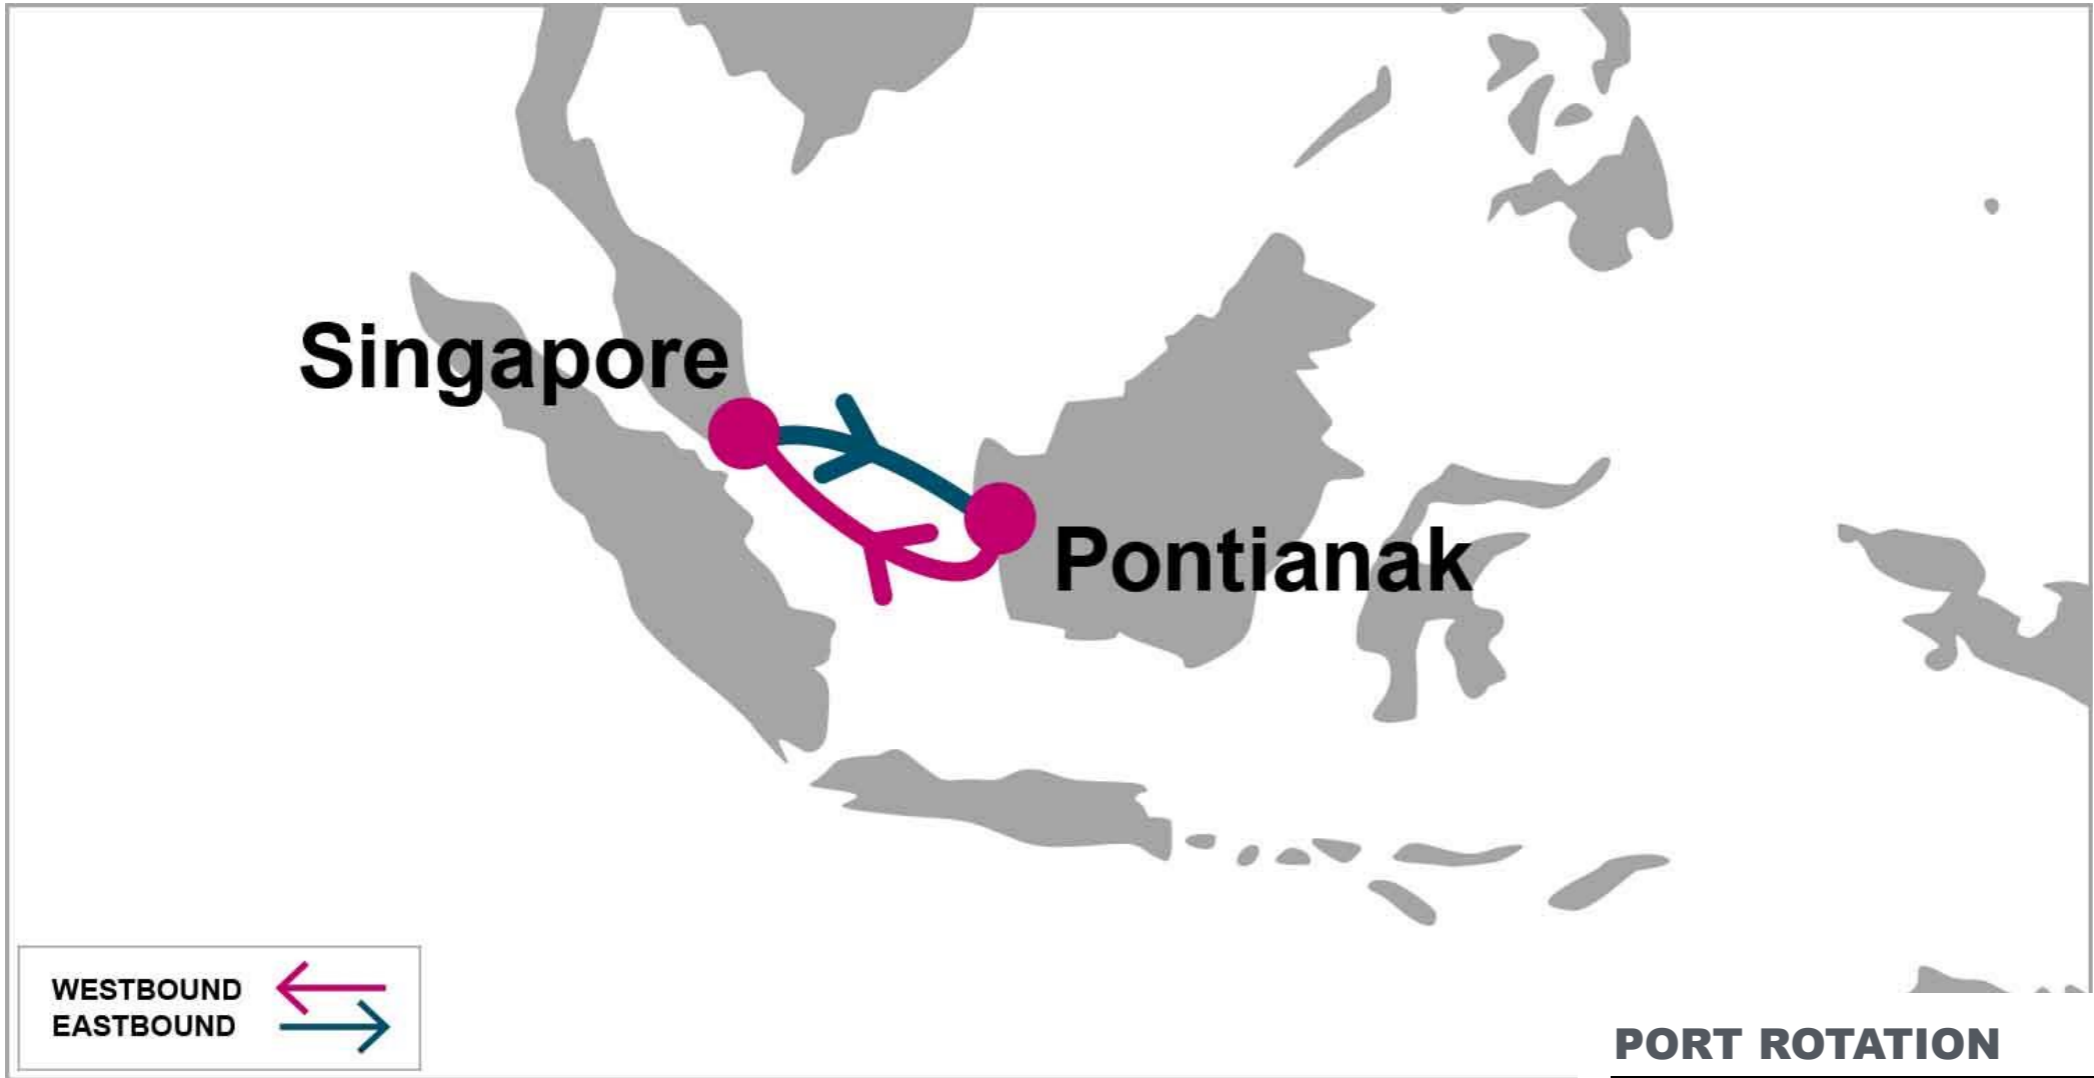 Singapore
Pontianak
WESTBOUND
EASTBOUND
PORT ROTATION